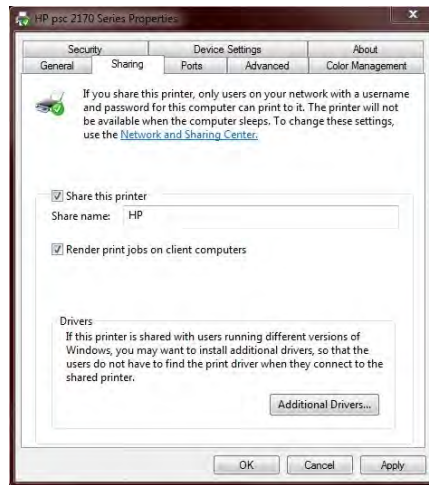 HP psc 2170 Series Properties
Security Device Settings About
General Sharing Ports Advanced Color Management
If you share this printer, only users on your network with a username
and password for this computer can print to it. The printer will not
be available when the computer sleeps. To change these settings,
use the Network and Sharing Center.
Share this printer
Share name: HP
Render print jobs on client computers
Drivers
If this printer is shared with users running different versions of
Windows, you may want to install additional drivers, so that the
users do not have to find the print driver when they connect to the
shared printer.
Additional Drivers...
OK Cancel Apply